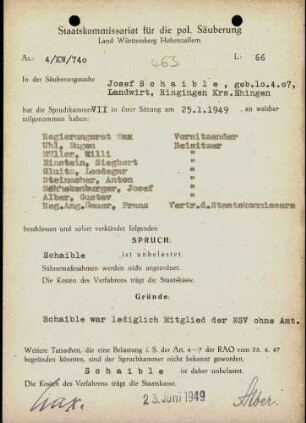 Staatskommissariat für die pol. Säuberung
Land Württemberg Hohenzollern
Az.: 4/KW/740 463 L: 66
In der Säuberungssache Josef Schaible, geb.10.4.07,
Landwirt, Ringingen Krs.Ehingen
hat die Spruchkammer VII in ihrer Sitzung am 25.1.1949 , an welcher
teilgenommen haben:
Regierungsrat Wax Vorsitzender
Uhl, Eugen Beisitzer
Müller, Willi "
Einstein, Siegbert "
Gluitz, Leodegar "
Steinacher, Anton "
Schnekenburger, Josef "
Alber, Gustav "
Reg.Ang. Franz Vertr.d.Staatskommissars
beschlossen und sofort verkündet folgenden
SPRUCH:
Schaible ist unbelastet.
Sühnemaßnahmen werden nicht angeordnet.
Die Kosten des Verfahrens trägt die Staatskasse.
Gründe:
Schaible war lediglich Mitglied der NSV ohne Amt.
Weitere Tatsachen, die eine Belastung i. S. der Art. 4–7 der RAO vom 26. 4. 47
begründen könnten, sind der Spruchkammer nicht bekannt geworden.
Schaible ist daher unbelastet.
Die Kosten des Verfahrens trägt die Staatskasse.
Wax. 23. Juni 1949 Alber.